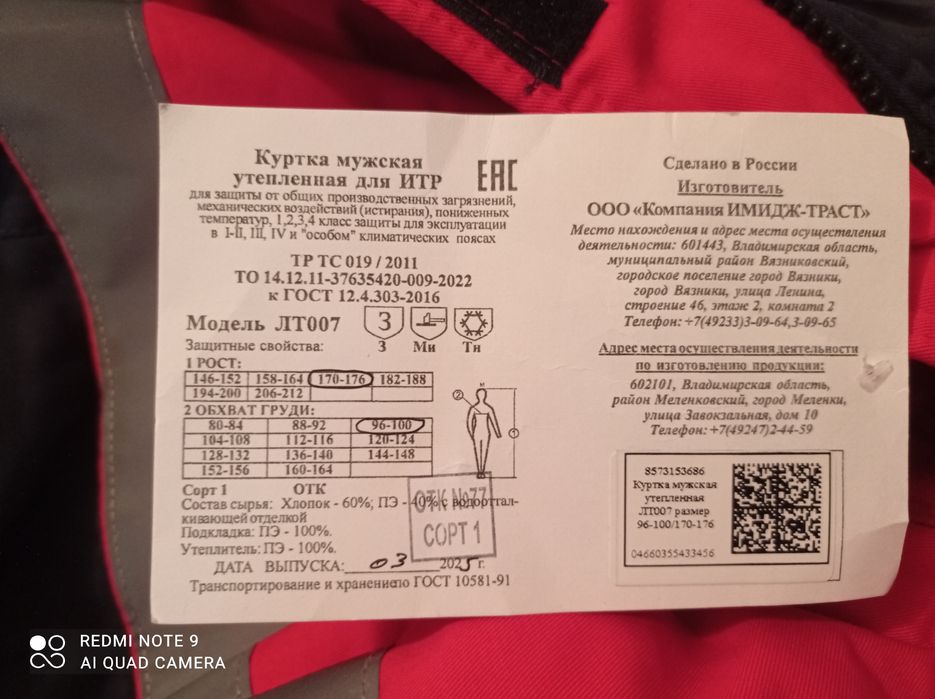 Куртка мужская
утепленная для ИТР
EAC
для защиты от общих производственных загрязнений,
механических воздействий (истирания), пониженных
температур, 1,2,3,4 класс защиты для эксплуатации
в I-II, III, IV и "особом" климатических поясах
ТР ТС 019 / 2011
ТО 14.12.11-37635420-009-2022
к ГОСТ 12.4.303-2016
Модель ЛТ007
З
Защитные свойства: З Ми Тн
1 РОСТ:
146-152 158-164 170-176 182-188
194-200 206-212
2 ОБХВАТ ГРУДИ:
80-84 88-92 96-100
104-108 112-116 120-124
128-132 136-140 144-148
152-156 160-164
2
1
Сорт 1 ОТК
Состав сырья: Хлопок - 60%; ПЭ - 40% с водооттал-
кивающей отделкой
Подкладка: ПЭ - 100%.
Утеплитель: ПЭ - 100%.
ОТК №77
СОРТ 1
ДАТА ВЫПУСКА: 03 2025 г.
Транспортирование и хранение по ГОСТ 10581-91
Сделано в России
Изготовитель
ООО «Компания ИМИДЖ-ТРАСТ»
Место нахождения и адрес места осуществления
деятельности: 601443, Владимирская область,
муниципальный район Вязниковский,
городское поселение город Вязники,
город Вязники, улица Ленина,
строение 46, этаж 2, комната 2
Телефон: +7(49233)3-09-64,3-09-65
Адрес места осуществления деятельности
по изготовлению продукции:
602101, Владимирская область,
район Меленковский, город Меленки,
улица Завокзальная, дом 10
Телефон: +7(49247)2-44-59
8573153686
Куртка мужская
утепленная
ЛТ007 размер
96-100/170-176
04660355433456
REDMI NOTE 9
AI QUAD CAMERA